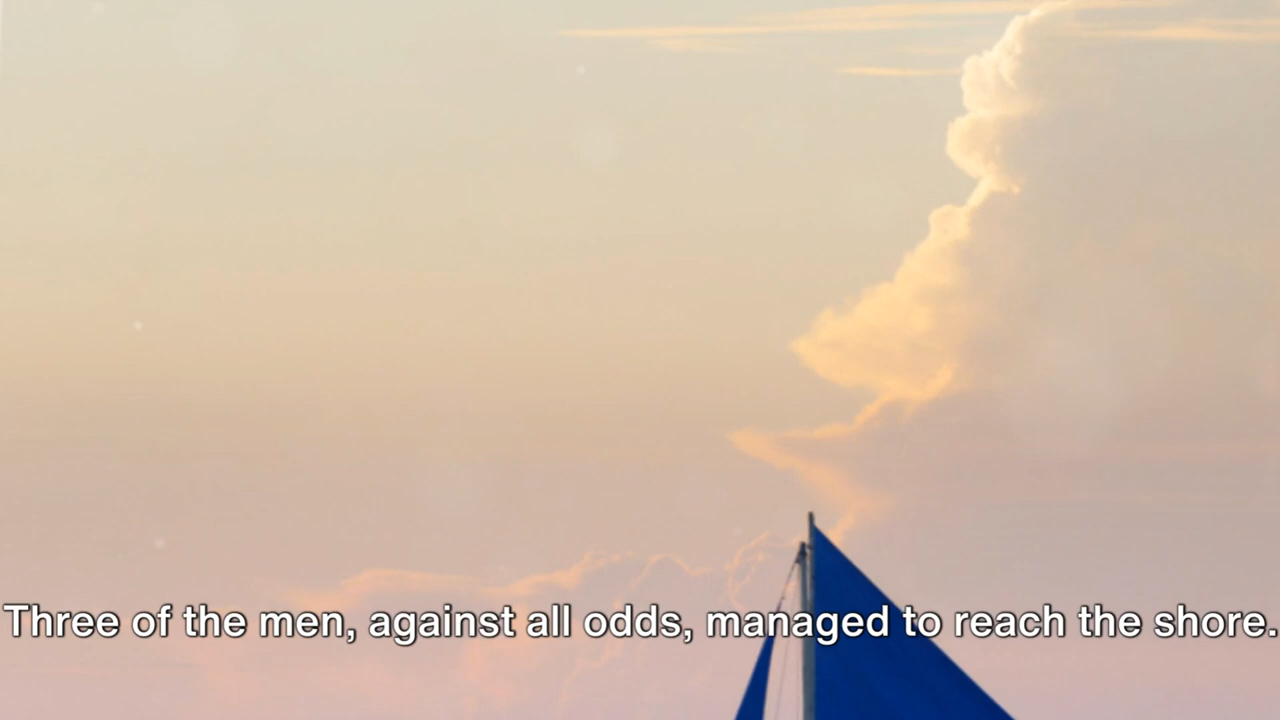 Three of the men, against all odds, managed to reach the shore.